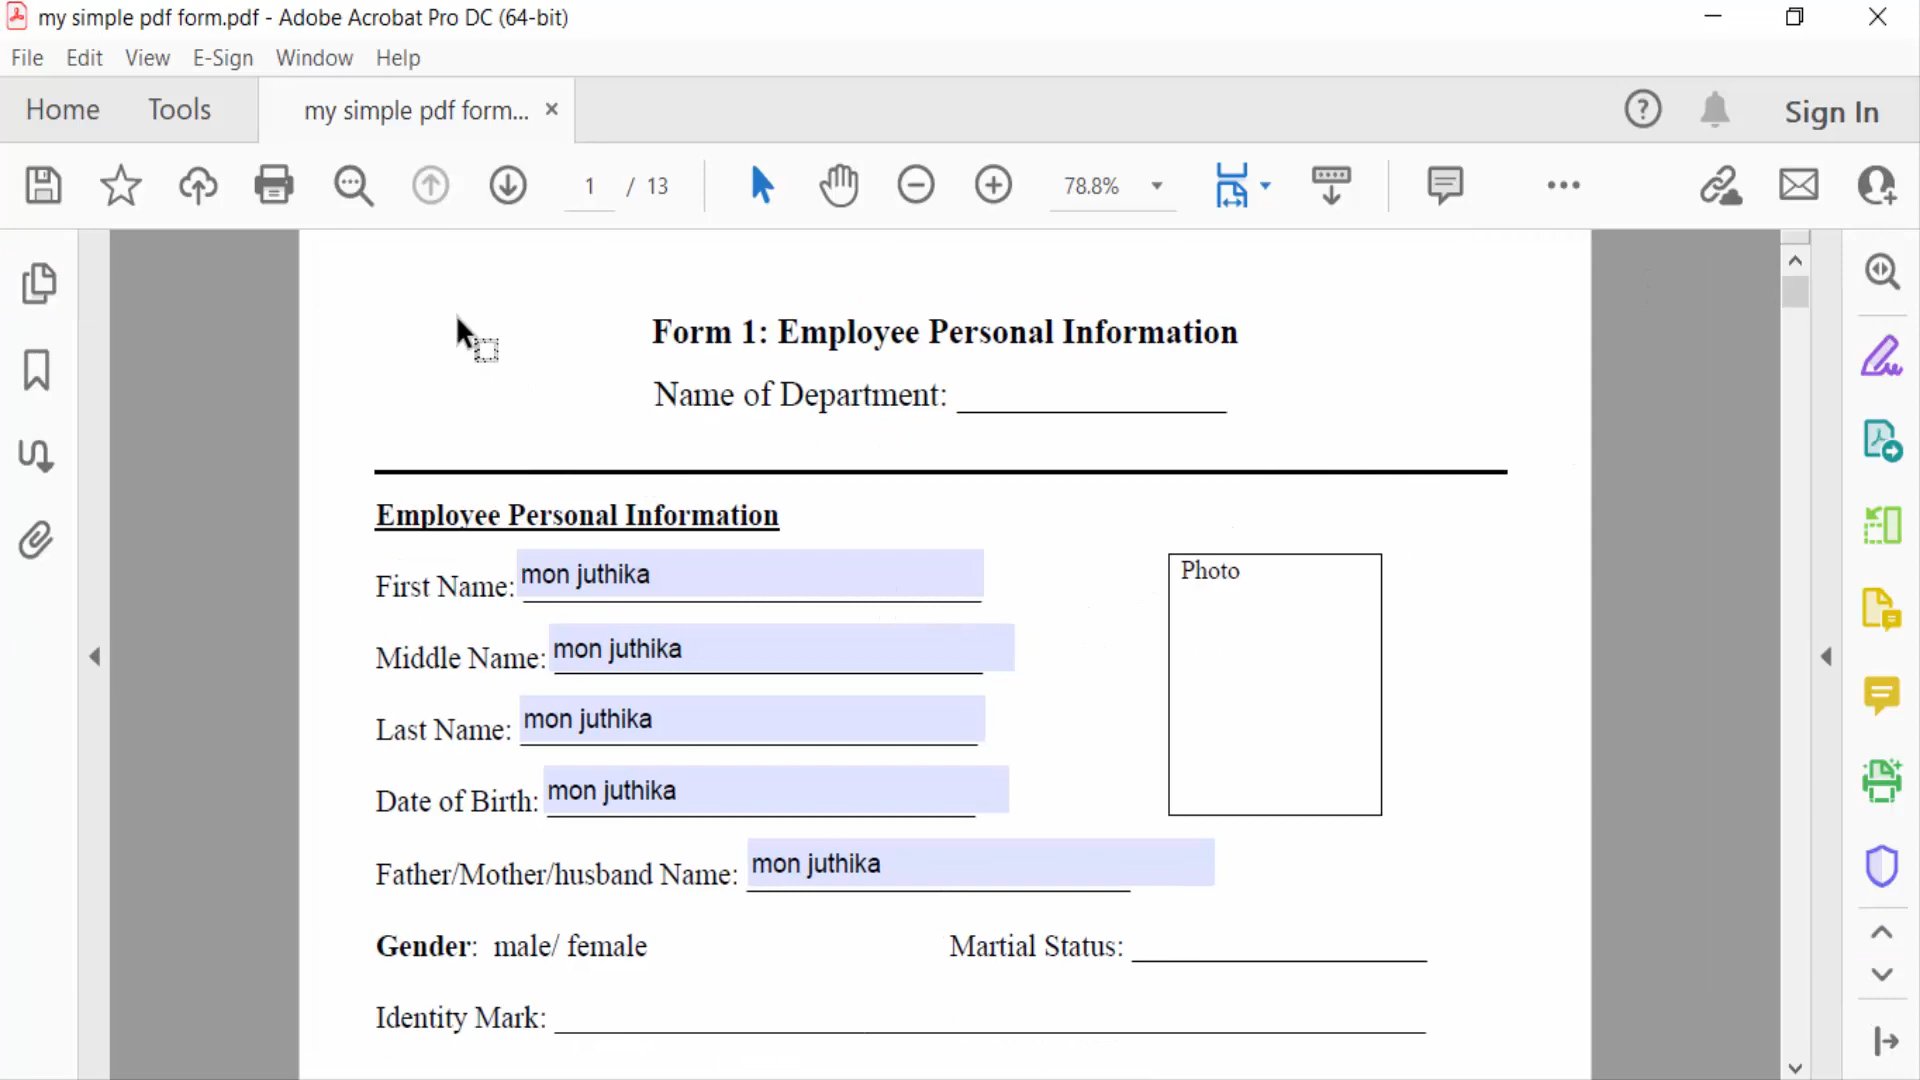 my simple pdf form.pdf - Adobe Acrobat Pro DC (64-bit)
File Edit View E-Sign Window Help
Home Tools my simple pdf form... × Sign In
1 / 13 78.8%
Form 1: Employee Personal Information
Name of Department: _______________
Employee Personal Information
First Name: mon juthika
Photo
Middle Name: mon juthika
Last Name: mon juthika
Date of Birth: mon juthika
Father/Mother/husband Name: mon juthika
Gender: male/ female Martial Status: _______________
Identity Mark: _______________